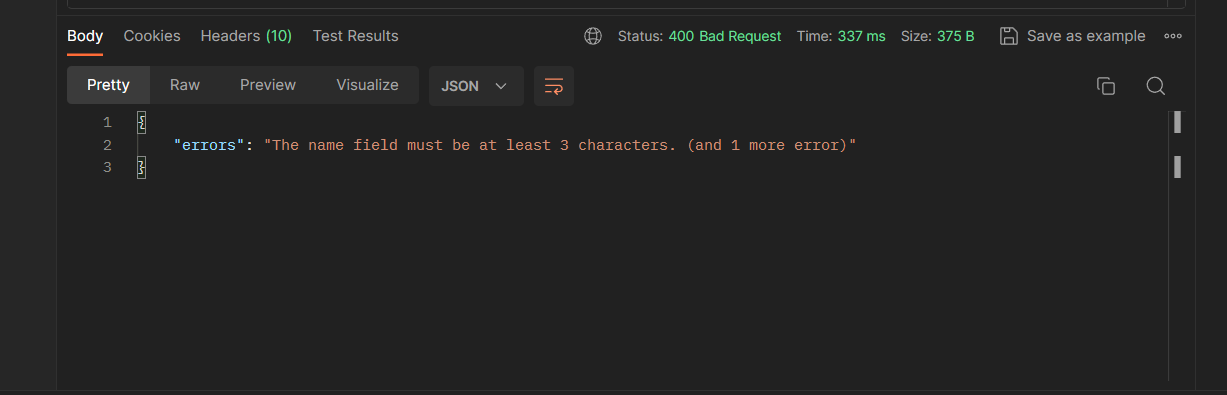 Body Cookies Headers (10) Test Results Status: 400 Bad Request Time: 337 ms Size: 375 B Save as example
Pretty Raw Preview Visualize JSON
1 {
2 "errors": "The name field must be at least 3 characters. (and 1 more error)"
3 }